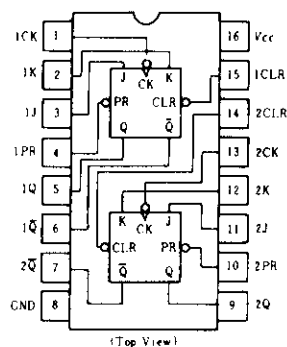 1CK 1 16 Vcc
1K 2 J CK K 15 1CLR
1J 3 PR CLR 14 2CLR
1PR 4 Q Q̅ 13 2CK
1Q 5 12 2K
1Q̅ 6 K CK J 11 2J
2Q̅ 7 CLR PR 10 2PR
GND 8 Q̅ Q 9 2Q
(Top View)